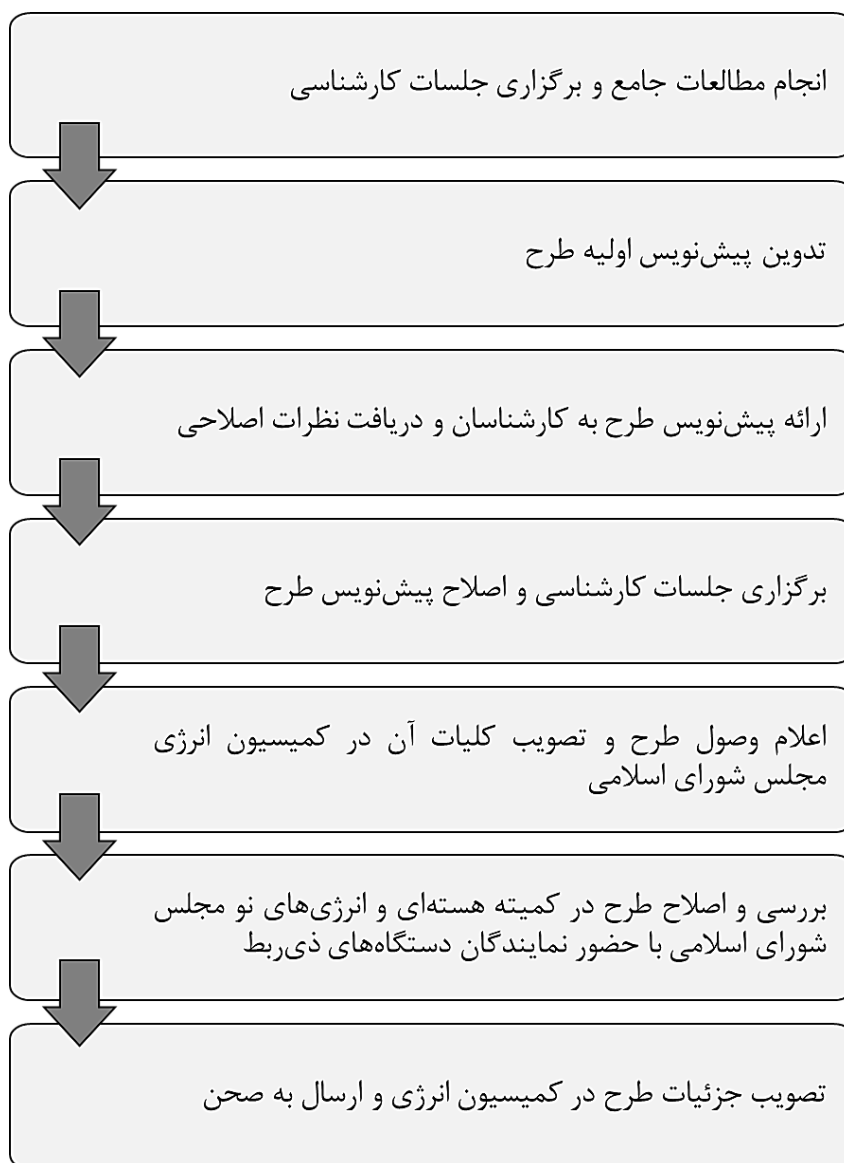 انجام مطالعات جامع و برگزاری جلسات کارشناسی
تدوین پیش‌نویس اولیه طرح
ارائه پیش‌نویس طرح به کارشناسان و دریافت نظرات اصلاحی
برگزاری جلسات کارشناسی و اصلاح پیش‌نویس طرح
اعلام وصول طرح و تصویب کلیات آن در کمیسیون انرژی
مجلس شورای اسلامی
بررسی و اصلاح طرح در کمیته هسته‌ای و انرژی‌های نو مجلس
شورای اسلامی با حضور نمایندگان دستگاه‌های ذی‌ربط
تصویب جزئیات طرح در کمیسیون انرژی و ارسال به صحن